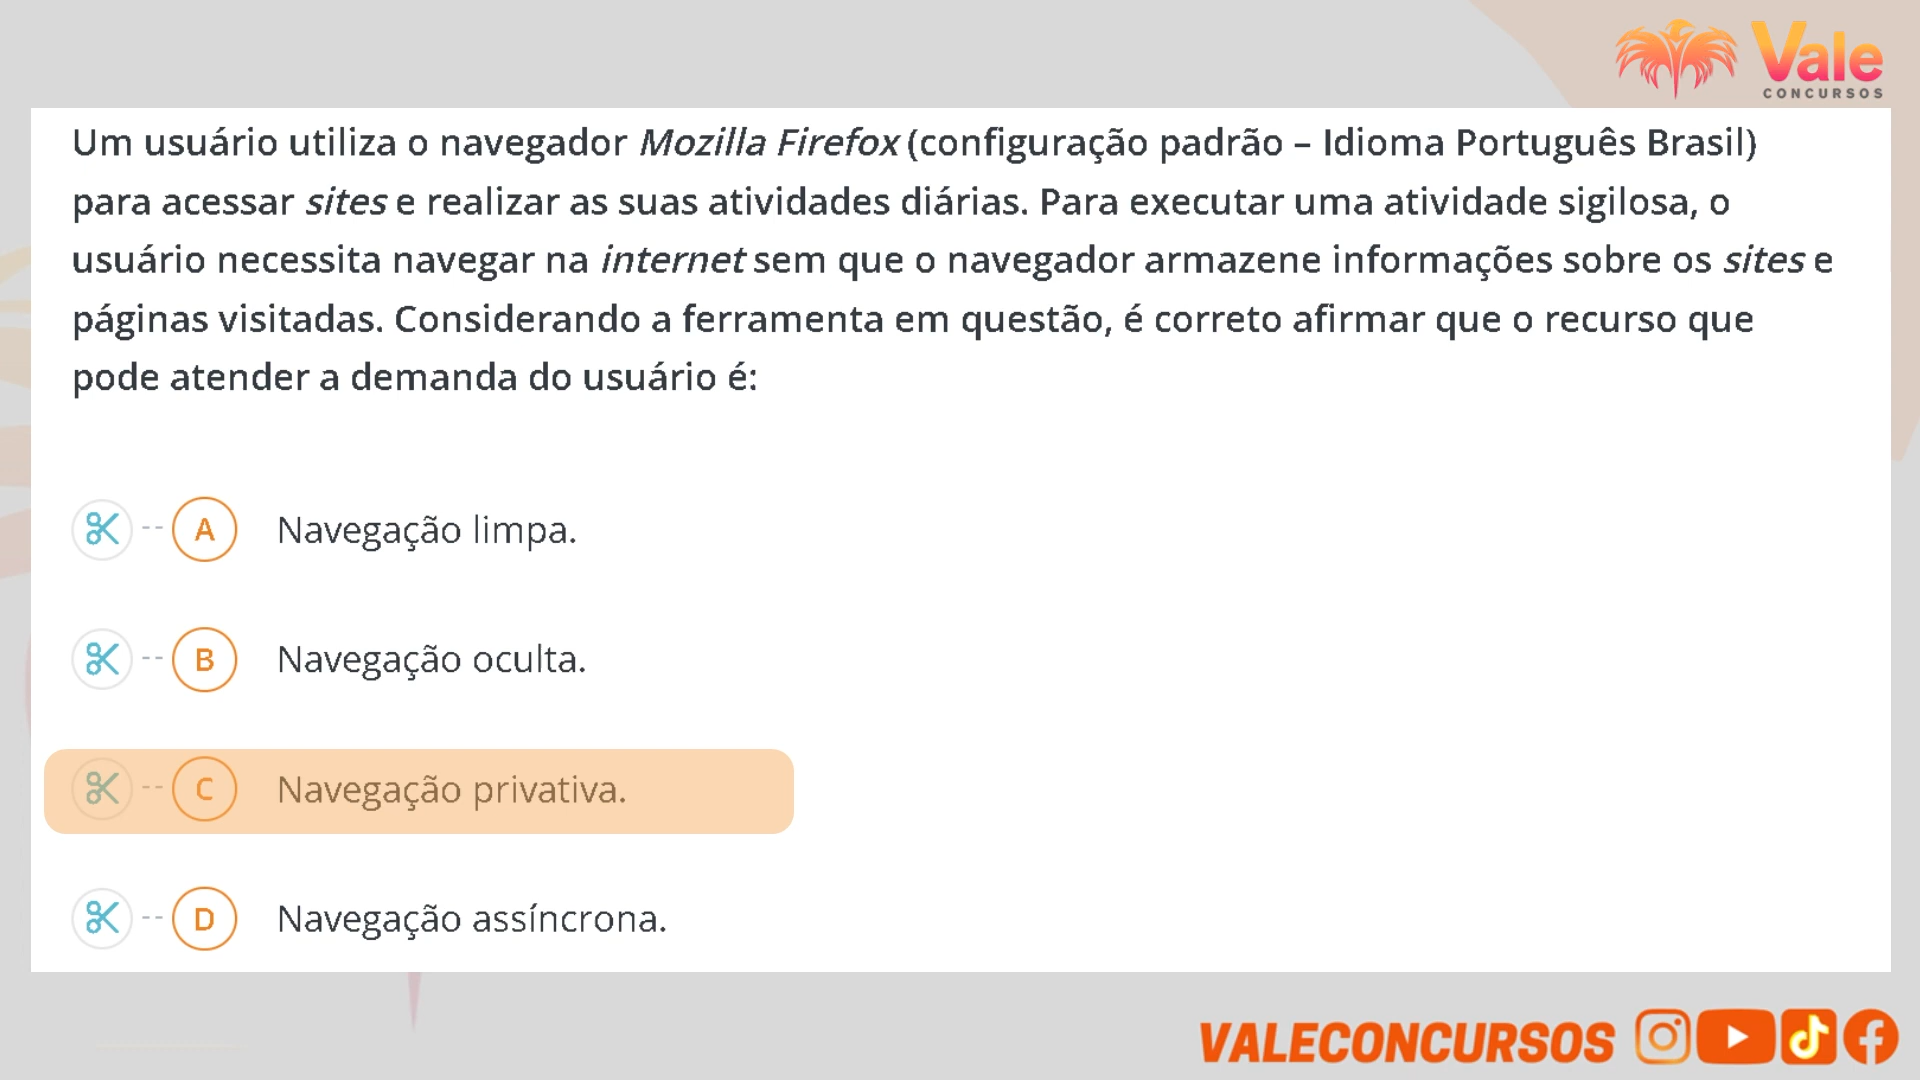 Vale
CONCURSOS
Um usuário utiliza o navegador Mozilla Firefox (configuração padrão – Idioma Português Brasil)
para acessar sites e realizar as suas atividades diárias. Para executar uma atividade sigilosa, o
usuário necessita navegar na internet sem que o navegador armazene informações sobre os sites e
páginas visitadas. Considerando a ferramenta em questão, é correto afirmar que o recurso que
pode atender a demanda do usuário é:
A Navegação limpa.
B Navegação oculta.
C Navegação privativa.
D Navegação assíncrona.
VALECONCURSOS